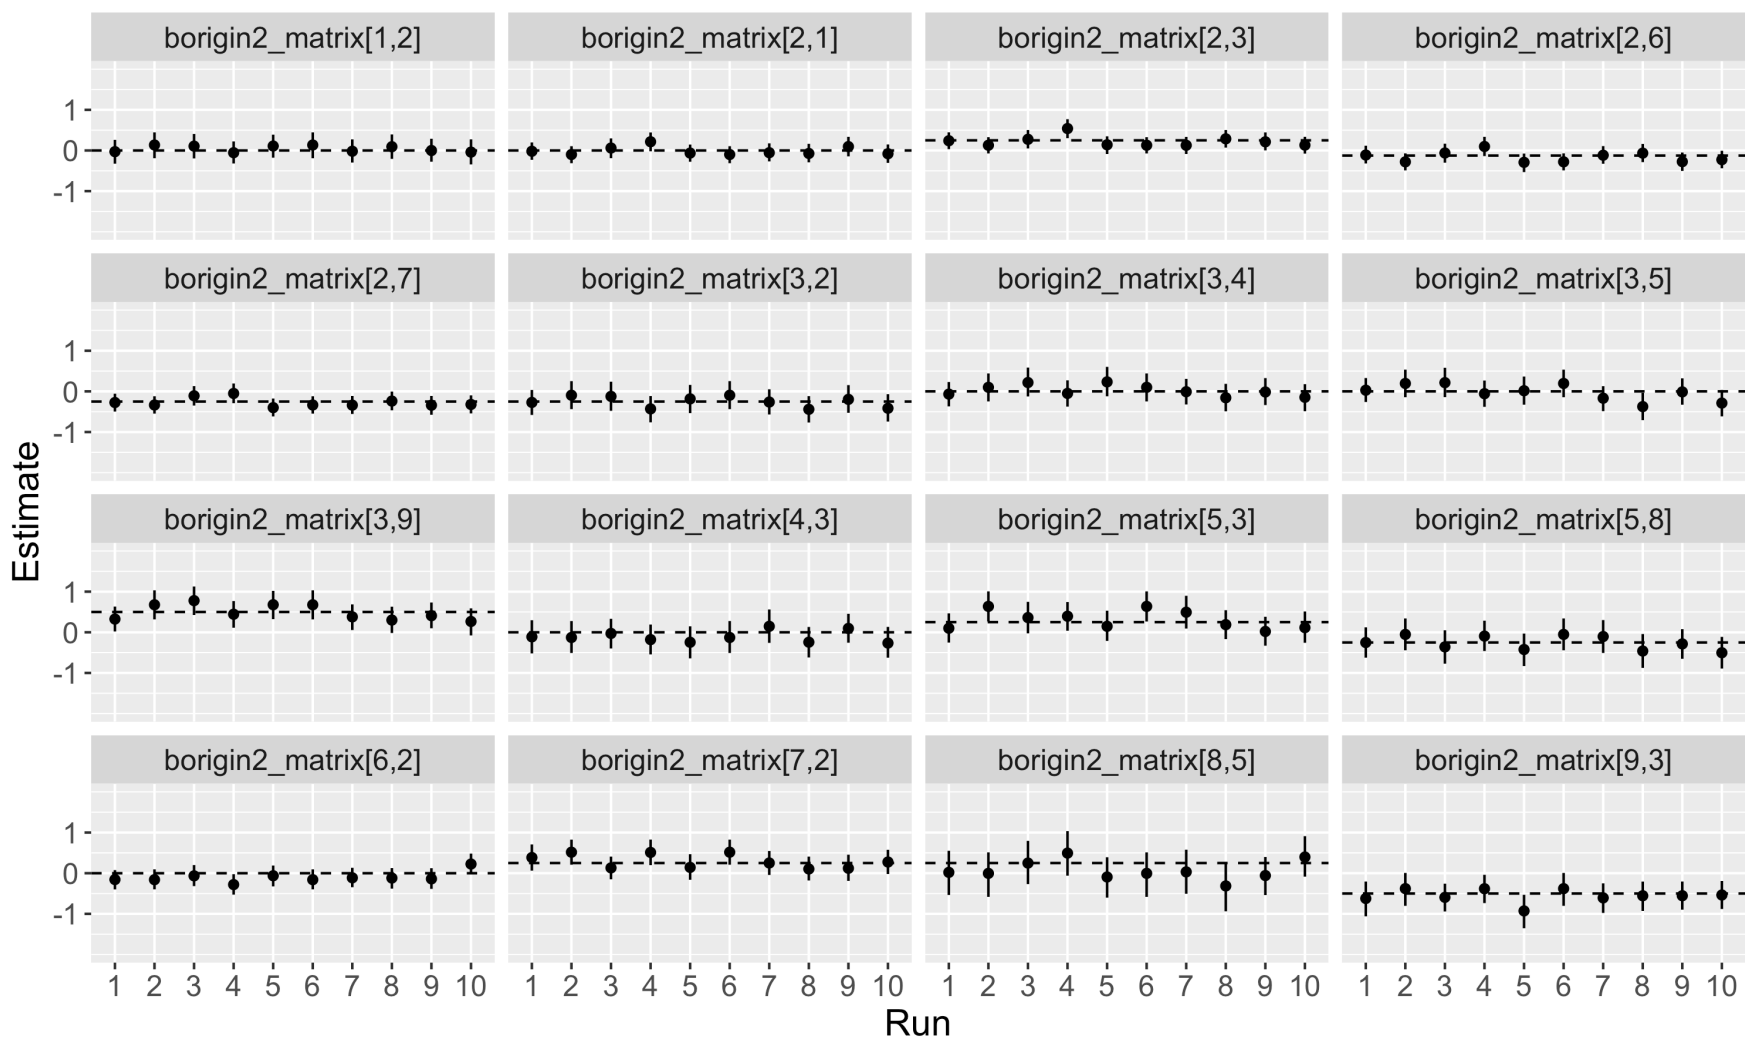 borigin2_matrix[1,2] borigin2_matrix[2,1] borigin2_matrix[2,3] borigin2_matrix[2,6]
1
0
-1
borigin2_matrix[2,7] borigin2_matrix[3,2] borigin2_matrix[3,4] borigin2_matrix[3,5]
1
0
-1
borigin2_matrix[3,9] borigin2_matrix[4,3] borigin2_matrix[5,3] borigin2_matrix[5,8]
1
0
-1
borigin2_matrix[6,2] borigin2_matrix[7,2] borigin2_matrix[8,5] borigin2_matrix[9,3]
1
0
-1
Estimate
1 2 3 4 5 6 7 8 9 10 1 2 3 4 5 6 7 8 9 10 1 2 3 4 5 6 7 8 9 10 1 2 3 4 5 6 7 8 9 10
Run